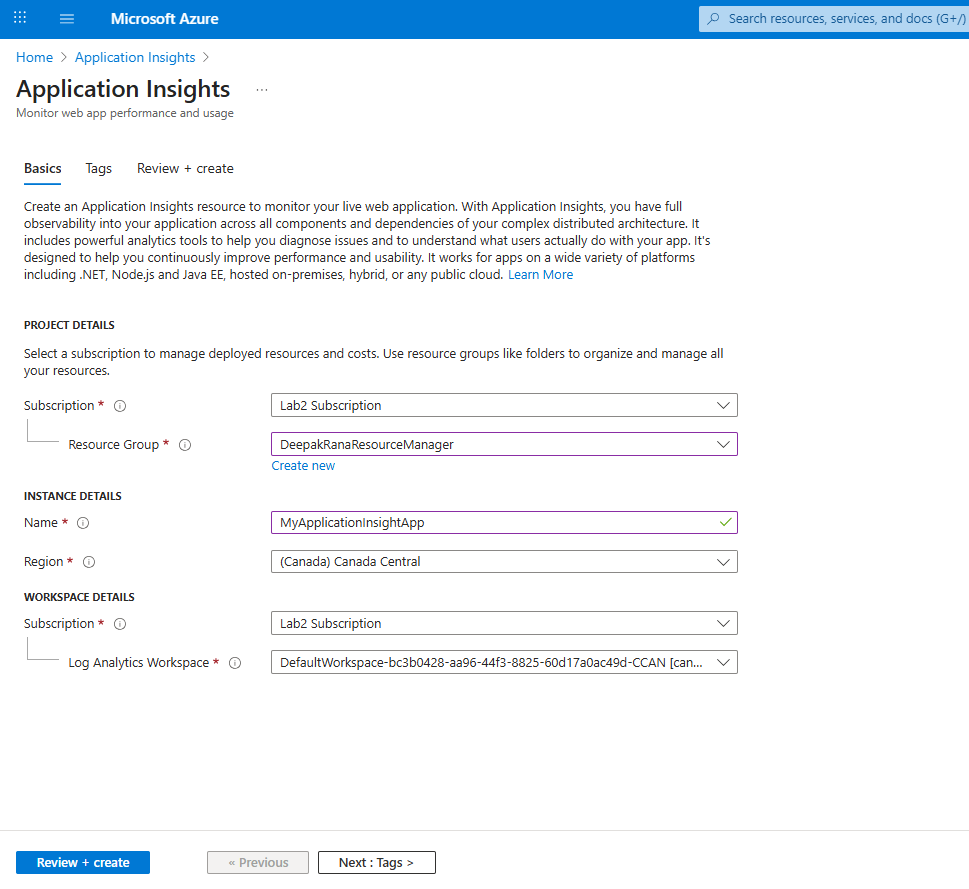 Microsoft Azure
Search resources, services, and docs (G+/)
Home > Application Insights >
Application Insights ...
Monitor web app performance and usage
Basics Tags Review + create
Create an Application Insights resource to monitor your live web application. With Application Insights, you have full
observability into your application across all components and dependencies of your complex distributed architecture. It
includes powerful analytics tools to help you diagnose issues and to understand what users actually do with your app. It's
designed to help you continuously improve performance and usability. It works for apps on a wide variety of platforms
including .NET, Node.js and Java EE, hosted on-premises, hybrid, or any public cloud. Learn More
PROJECT DETAILS
Select a subscription to manage deployed resources and costs. Use resource groups like folders to organize and manage all
your resources.
Subscription * Lab2 Subscription
Resource Group * DeepakRanaResourceManager
Create new
INSTANCE DETAILS
Name * MyApplicationInsightApp
Region * (Canada) Canada Central
WORKSPACE DETAILS
Subscription * Lab2 Subscription
Log Analytics Workspace * DefaultWorkspace-bc3b0428-aa96-44f3-8825-60d17a0ac49d-CCAN [can...
Review + create « Previous Next : Tags >